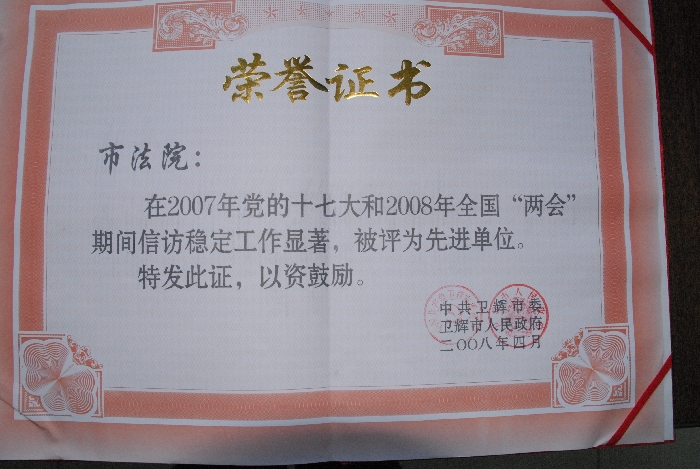 荣誉证书
市法院：
在2007年党的十七大和2008年全国“两会”
期间信访稳定工作显著，被评为先进单位。
特发此证，以资鼓励。
中共卫辉市委
卫辉市人民政府
二〇〇八年四月